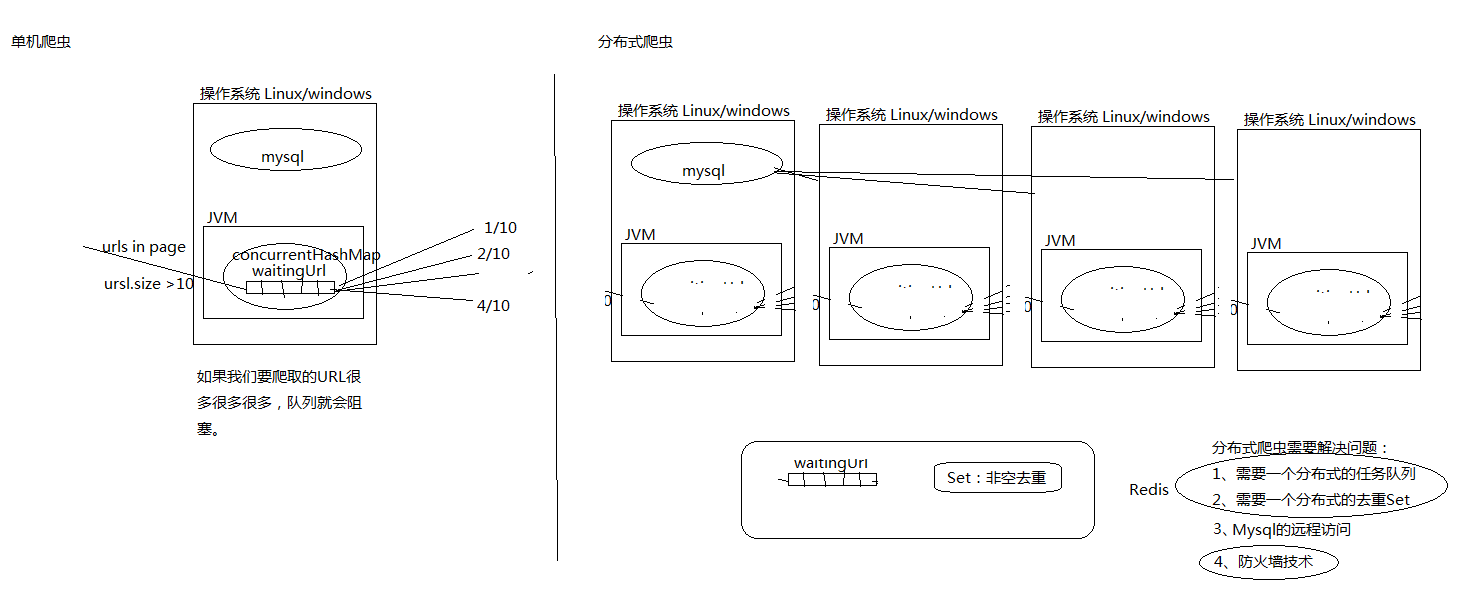 单机爬虫
操作系统 Linux/windows
mysql
JVM
urls in page
concurrentHashMap
waitingUrl
ursl.size >10
1/10
2/10
4/10
如果我们要爬取的URL很
多很多很多，队列就会阻
塞。
分布式爬虫
操作系统 Linux/windows
操作系统 Linux/windows
操作系统 Linux/windows
操作系统 Linux/windows
mysql
JVM
JVM
JVM
JVM
0
0
0
0
waitingUrl
Set：非空去重
Redis
分布式爬虫需要解决问题：
1、需要一个分布式的任务队列
2、需要一个分布式的去重Set
3、Mysql的远程访问
4、防火墙技术